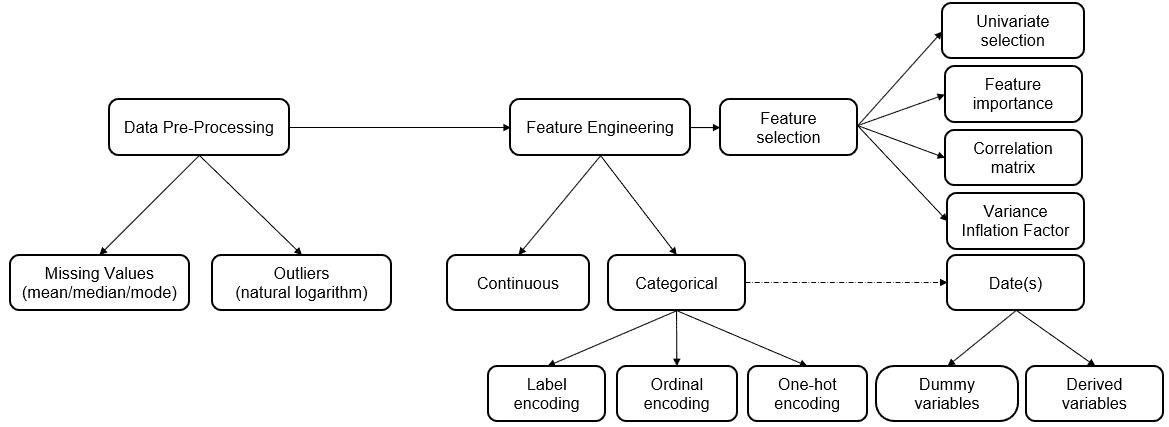 Univariate
selection
Feature
importance
Data Pre-Processing
Feature Engineering
Feature
selection
Correlation
matrix
Variance
Inflation Factor
Missing Values
(mean/median/mode)
Outliers
(natural logarithm)
Continuous
Categorical
Date(s)
Label
encoding
Ordinal
encoding
One-hot
encoding
Dummy
variables
Derived
variables